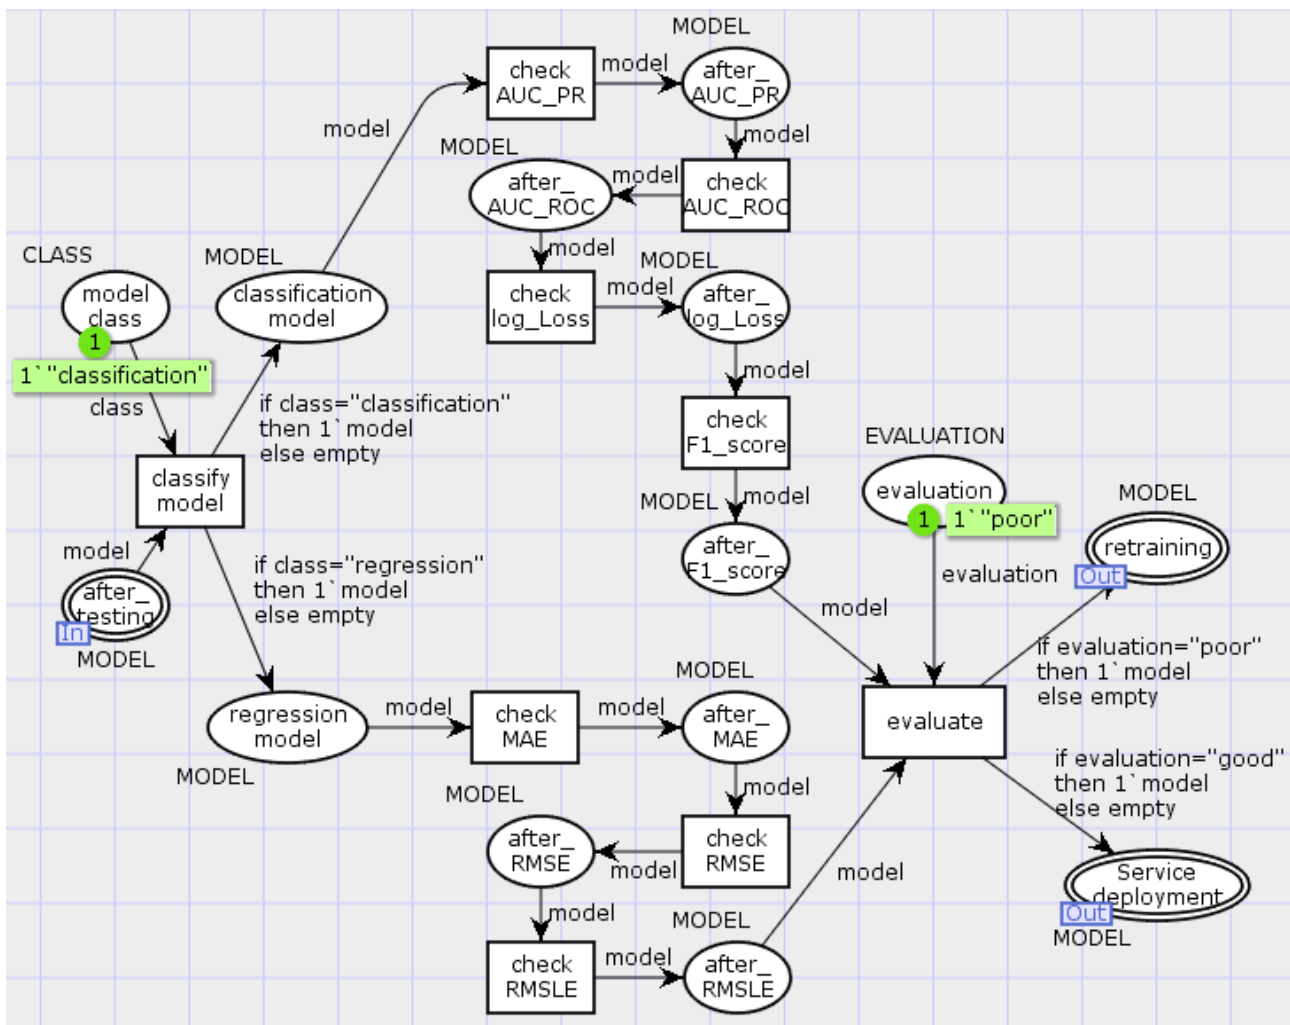 MODEL
check
AUC_PR
model
after_
AUC_PR
model
model
MODEL
after_
AUC_ROC
model
check
AUC_ROC
model
CLASS
model
class
1
1`"classification"
class
MODEL
classification
model
check
log_Loss
model
MODEL
after_
log_Loss
model
if class="classification"
then 1`model
else empty
check
F1_score
model
MODEL
after_
F1_score
model
classify
model
model
after_
testing
In
MODEL
if class="regression"
then 1`model
else empty
EVALUATION
evaluation
1
1`"poor"
evaluation
MODEL
retraining
Out
if evaluation="poor"
then 1`model
else empty
evaluate
regression
model
MODEL
model
check
MAE
model
MODEL
after_
MAE
model
MODEL
after_
RMSE
model
check
RMSE
model
check
RMSLE
model
MODEL
after_
RMSLE
model
if evaluation="good"
then 1`model
else empty
Service
deployment
Out
MODEL